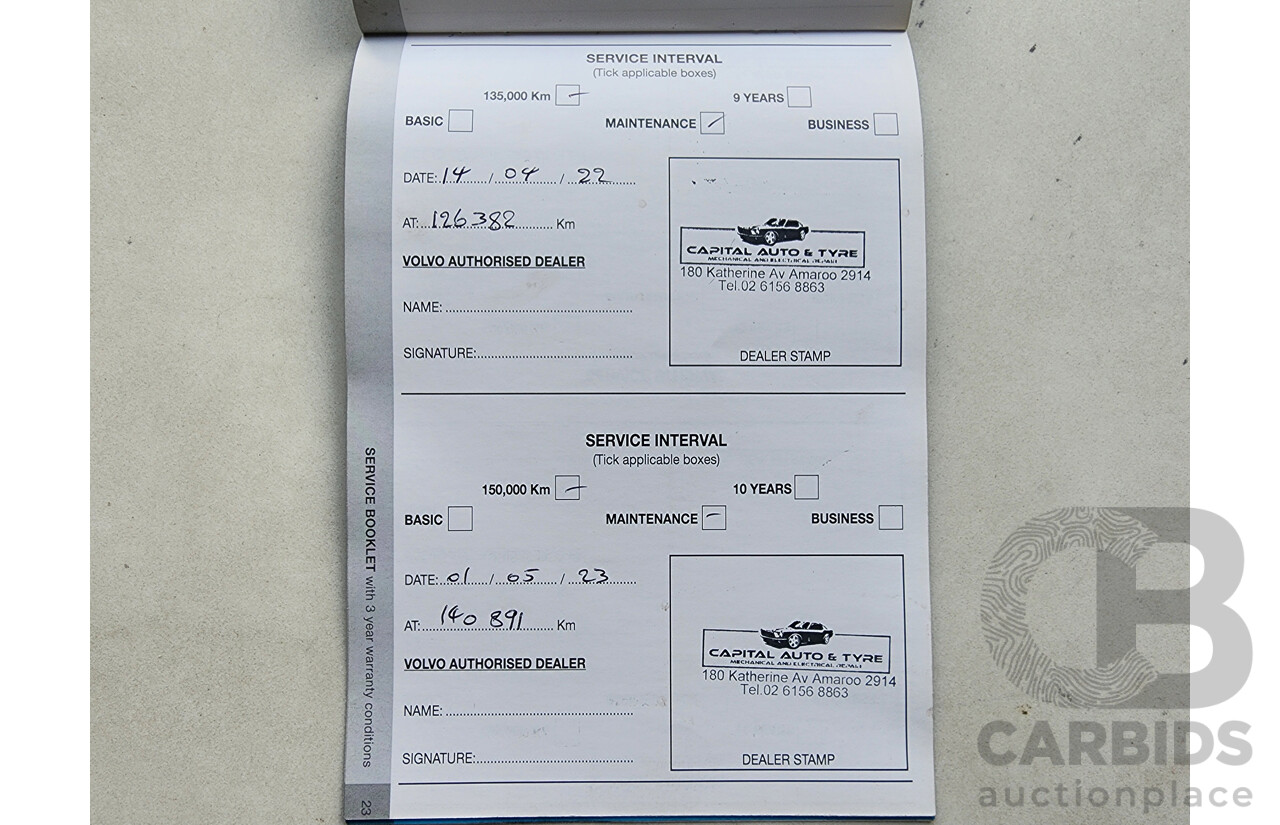 SERVICE INTERVAL
(Tick applicable boxes)
135,000 Km 9 YEARS
BASIC MAINTENANCE BUSINESS
DATE: 14 / 04 / 22
AT: 126382 Km
VOLVO AUTHORISED DEALER
NAME:
SIGNATURE:
CAPITAL AUTO & TYRE
MECHANICAL AND ELECTRICAL REPAIR
180 Katherine Av Amaroo 2914
Tel.02 6156 8863
DEALER STAMP
SERVICE INTERVAL
(Tick applicable boxes)
150,000 Km 10 YEARS
BASIC MAINTENANCE BUSINESS
DATE: 01 / 05 / 23
AT: 140 891 Km
VOLVO AUTHORISED DEALER
NAME:
SIGNATURE:
CAPITAL AUTO & TYRE
MECHANICAL AND ELECTRICAL REPAIR
180 Katherine Av Amaroo 2914
Tel.02 6156 8863
DEALER STAMP
SERVICE BOOKLET with 3 year warranty conditions
23
CB
CARBIDS
auctionplace